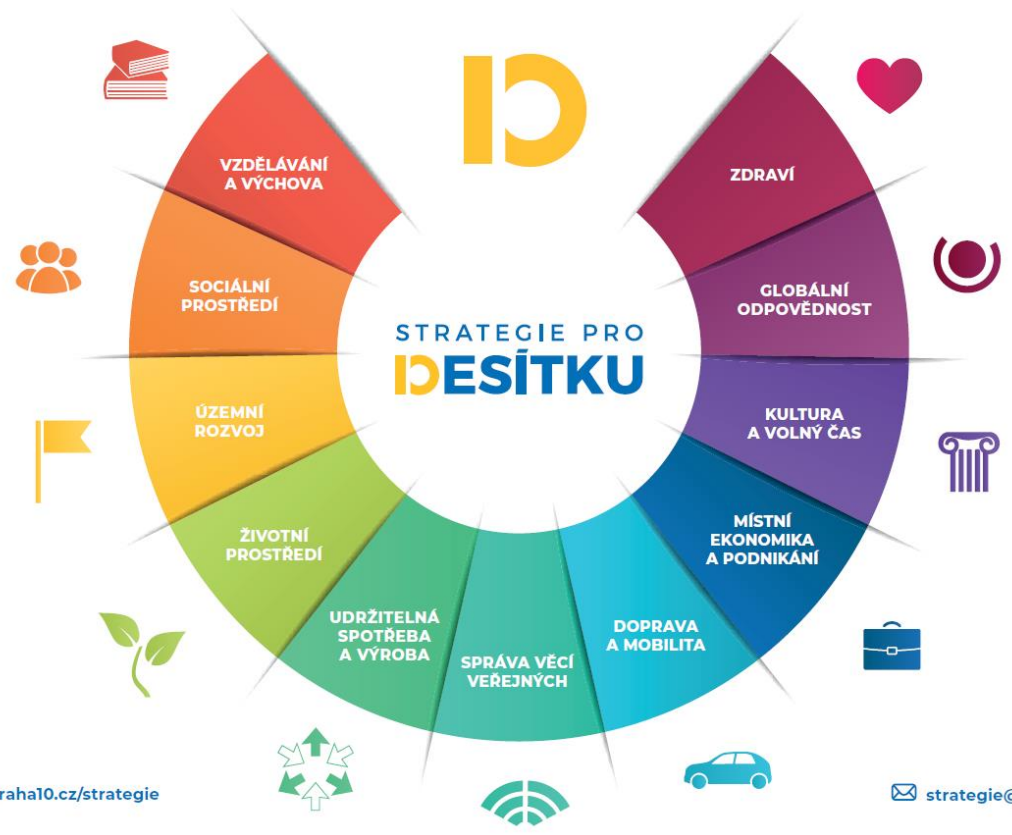 STRATEGIE PRO
DESÍTKU
VZDĚLÁVÁNÍ
A VÝCHOVA
SOCIÁLNÍ
PROSTŘEDÍ
ÚZEMNÍ
ROZVOJ
ŽIVOTNÍ
PROSTŘEDÍ
UDRŽITELNÁ
SPOTŘEBA
A VÝROBA
SPRÁVA VĚCÍ
VEŘEJNÝCH
DOPRAVA
A MOBILITA
MÍSTNÍ
EKONOMIKA
A PODNIKÁNÍ
KULTURA
A VOLNÝ ČAS
GLOBÁLNÍ
ODPOVĚDNOST
ZDRAVÍ
raha10.cz/strategie
strategie@